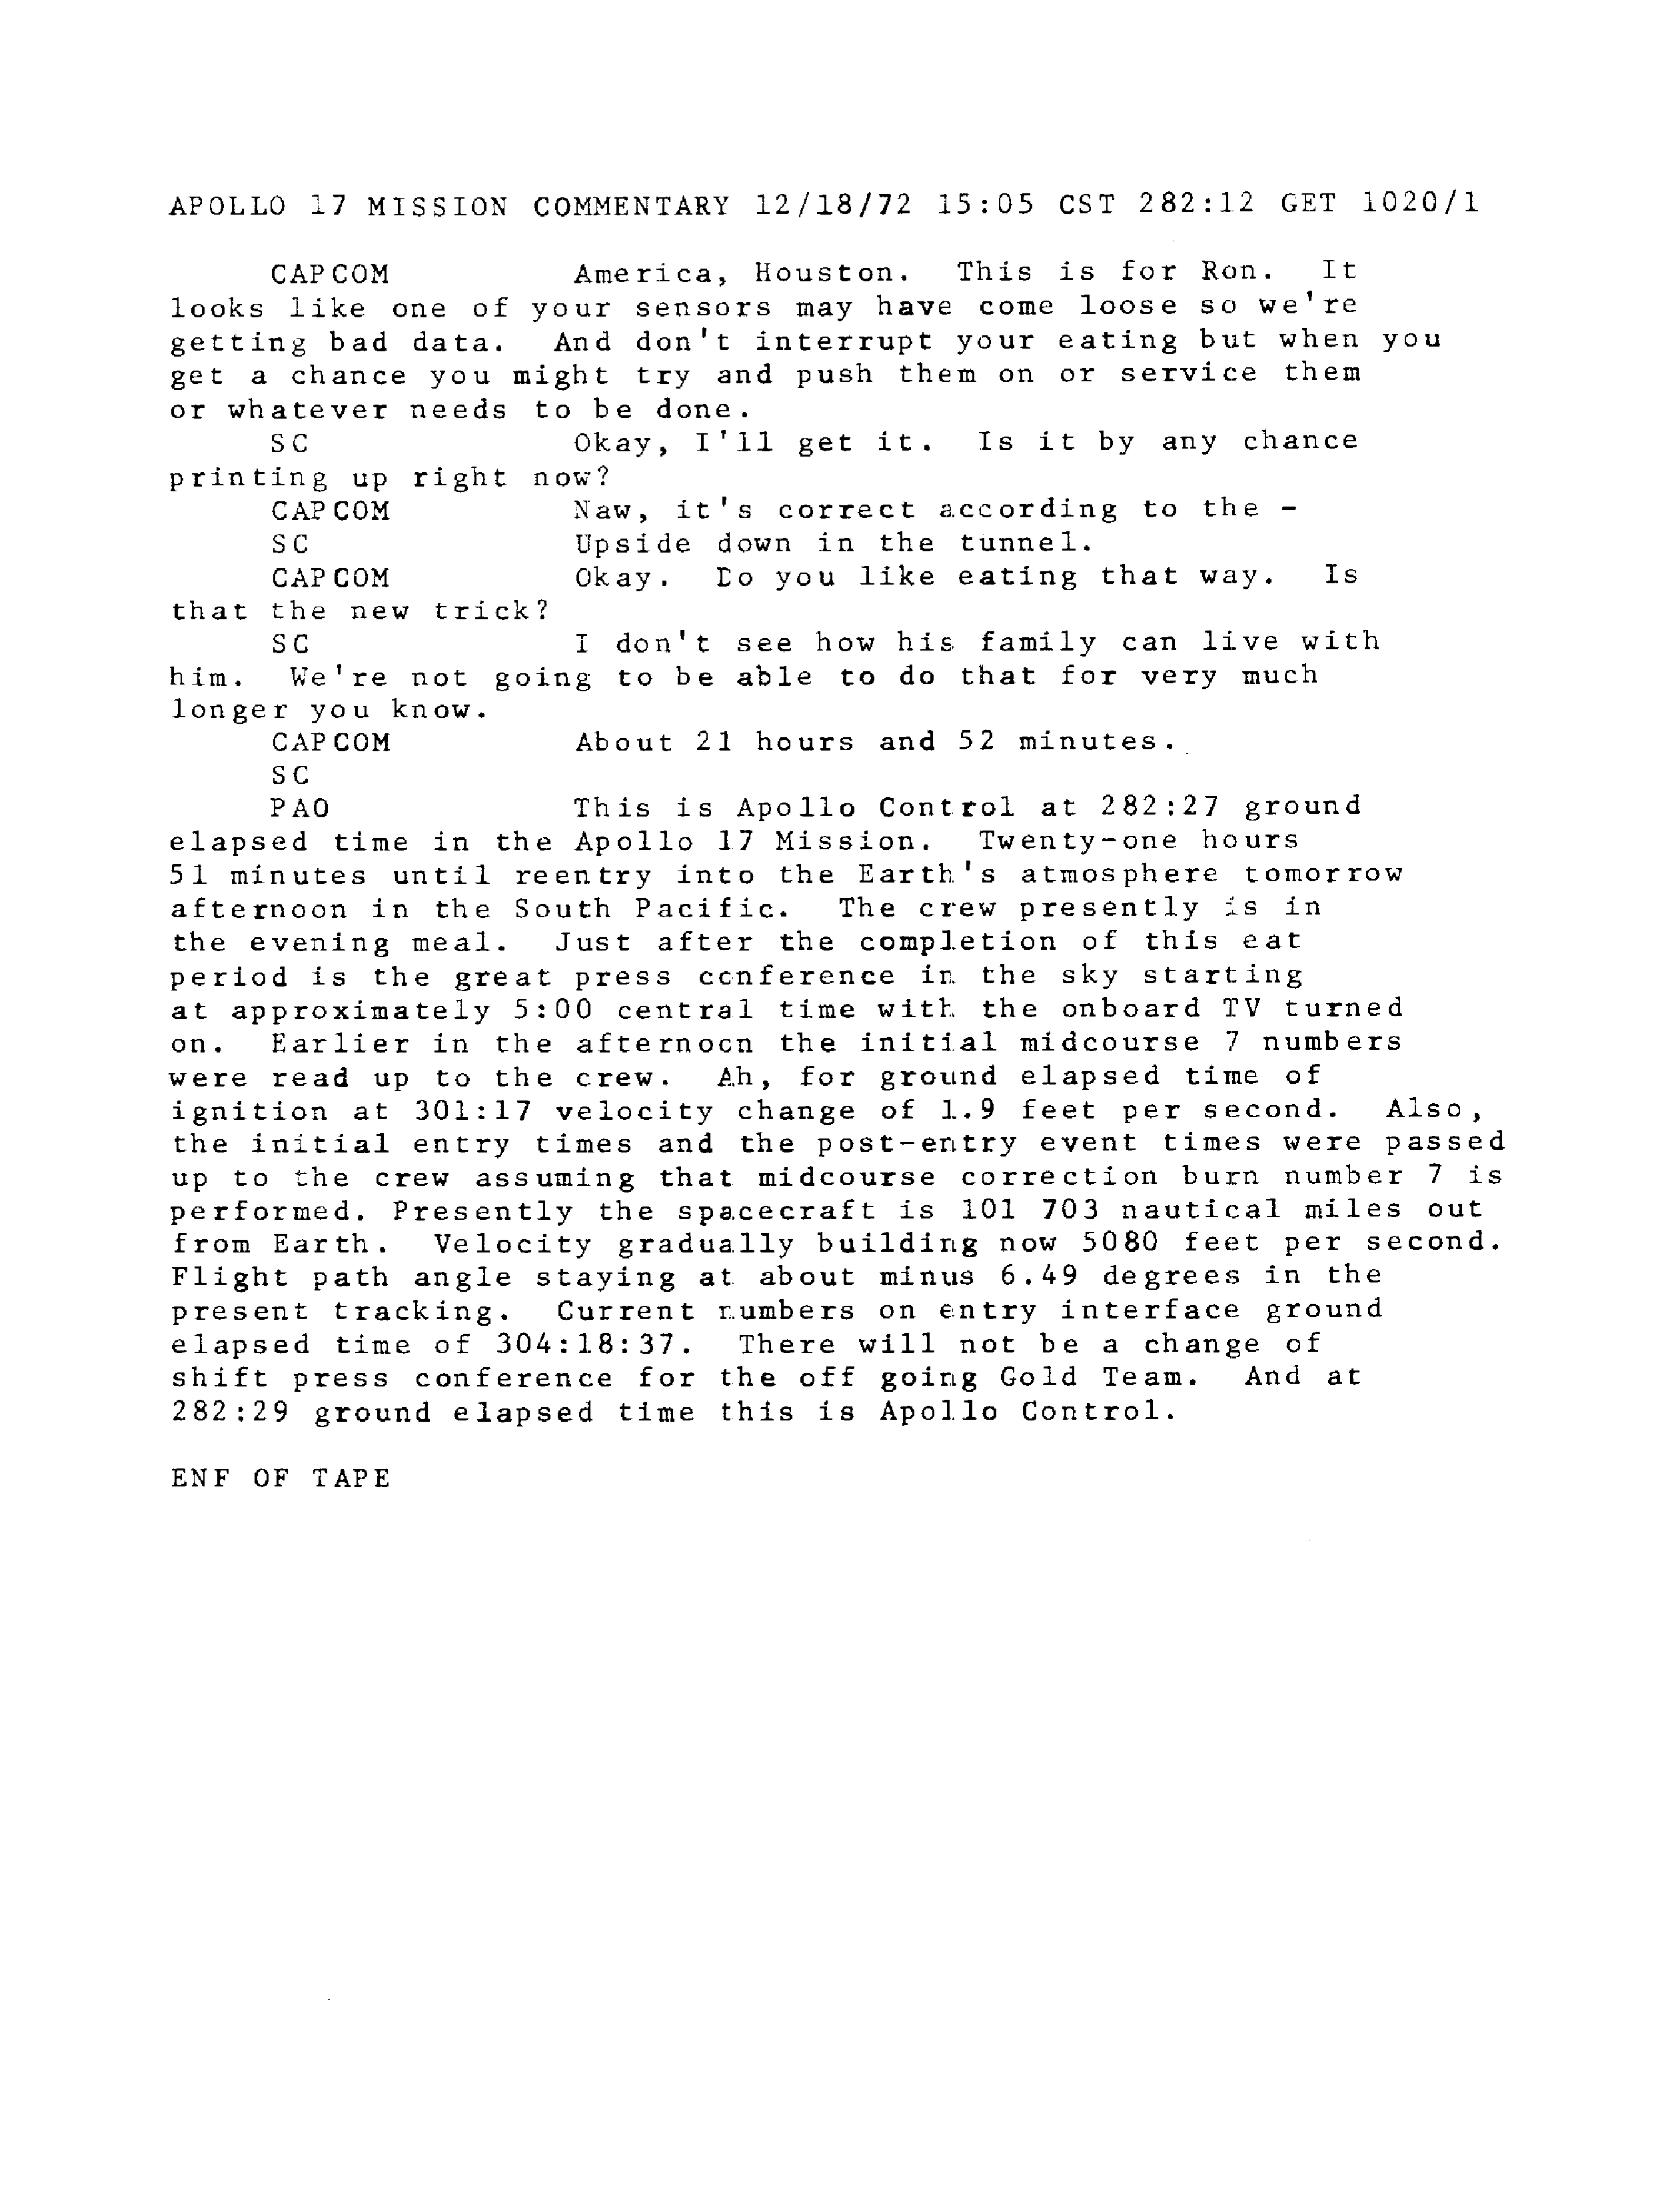 APOLLO 17 MISSION COMMENTARY 12/18/72 15:05 CST 282:12 GET 1020/1
CAPCOM America, Houston. This is for Ron. It
looks like one of your sensors may have come loose so we're
getting bad data. And don't interrupt your eating but when you
get a chance you might try and push them on or service them
or whatever needs to be done.
SC Okay, I'll get it. Is it by any chance
printing up right now?
CAPCOM Naw, it's correct according to the -
SC Upside down in the tunnel.
CAPCOM Okay. Do you like eating that way. Is
that the new trick?
SC I don't see how his family can live with
him. We're not going to be able to do that for very much
longer you know.
CAPCOM About 21 hours and 52 minutes.
SC
PAO This is Apollo Control at 282:27 ground
elapsed time in the Apollo 17 Mission. Twenty-one hours
51 minutes until reentry into the Earth's atmosphere tomorrow
afternoon in the South Pacific. The crew presently is in
the evening meal. Just after the completion of this eat
period is the great press conference in the sky starting
at approximately 5:00 central time with the onboard TV turned
on. Earlier in the afternoon the initial midcourse 7 numbers
were read up to the crew. Ah, for ground elapsed time of
ignition at 301:17 velocity change of 1.9 feet per second. Also,
the initial entry times and the post-entry event times were passed
up to the crew assuming that midcourse correction burn number 7 is
performed. Presently the spacecraft is 101 703 nautical miles out
from Earth. Velocity gradually building now 5080 feet per second.
Flight path angle staying at about minus 6.49 degrees in the
present tracking. Current numbers on entry interface ground
elapsed time of 304:18:37. There will not be a change of
shift press conference for the off going Gold Team. And at
282:29 ground elapsed time this is Apollo Control.
ENF OF TAPE